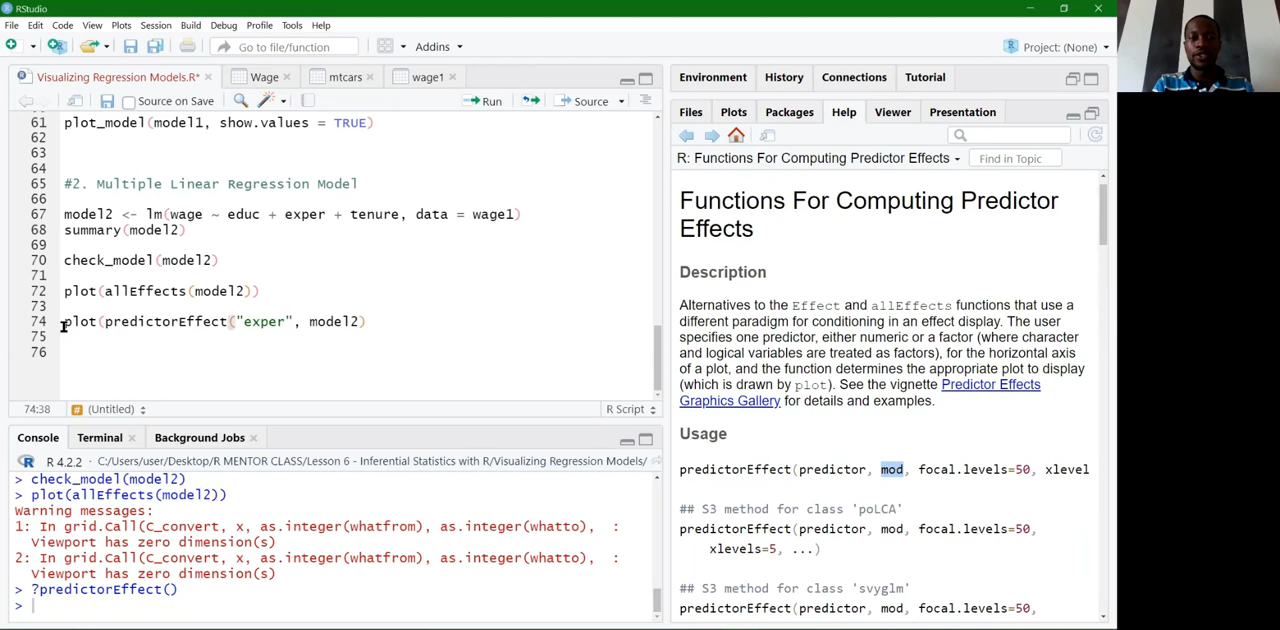 RStudio
File Edit Code View Plots Session Build Debug Profile Tools Help
Go to file/function Addins Project: (None)
Visualizing Regression Models.R* Wage mtcars wage1
Source on Save Run Source
61 plot_model(model1, show.values = TRUE)
62
63
64
65 #2. Multiple Linear Regression Model
66
67 model2 <- lm(wage ~ educ + exper + tenure, data = wage1)
68 summary(model2)
69
70 check_model(model2)
71
72 plot(allEffects(model2))
73
74 plot(predictorEffect("exper", model2)
75
76
74:38 # (Untitled) R Script
Console Terminal Background Jobs
R 4.2.2 · C:/Users/user/Desktop/R MENTOR CLASS/Lesson 6 - Inferential Statistics with R/Visualizing Regression Models/
> check_model(model2)
> plot(allEffects(model2))
Warning messages:
1: In grid.Call(C_convert, x, as.integer(whatfrom), as.integer(whatto), :
Viewport has zero dimension(s)
2: In grid.Call(C_convert, x, as.integer(whatfrom), as.integer(whatto), :
Viewport has zero dimension(s)
> ?predictorEffect()
>
Environment History Connections Tutorial
Files Plots Packages Help Viewer Presentation
R: Functions For Computing Predictor Effects Find in Topic
Functions For Computing Predictor
Effects
Description
Alternatives to the Effect and allEffects functions that use a
different paradigm for conditioning in an effect display. The user
specifies one predictor, either numeric or a factor (where character
and logical variables are treated as factors), for the horizontal axis
of a plot, and the function determines the appropriate plot to display
(which is drawn by plot). See the vignette Predictor Effects
Graphics Gallery for details and examples.
Usage
predictorEffect(predictor, mod, focal.levels=50, xlevel
## S3 method for class 'poLCA'
predictorEffect(predictor, mod, focal.levels=50,
xlevels=5, ...)
## S3 method for class 'svyglm'
predictorEffect(predictor, mod, focal.levels=50,